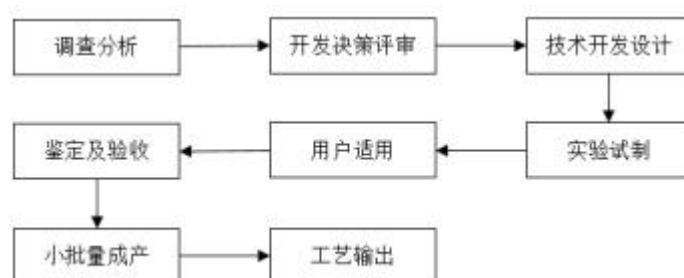 调查分析
开发决策评审
技术开发设计
实验试制
用户适用
鉴定及验收
小批量成产
工艺输出